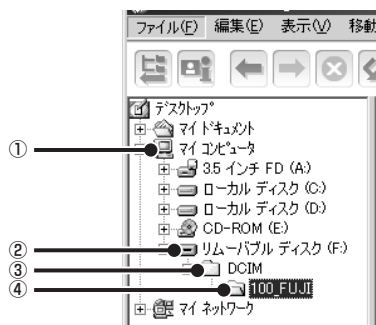 ファイル(F) 編集(E) 表示(V) 移動
デスクトップ
マイ ドキュメント
① マイ コンピュータ
3.5 インチ FD (A:)
ローカル ディスク (C:)
ローカル ディスク (D:)
CD-ROM (E:)
② リムーバブル ディスク (F:)
③ DCIM
④ 100_FUJI
マイ ネットワーク